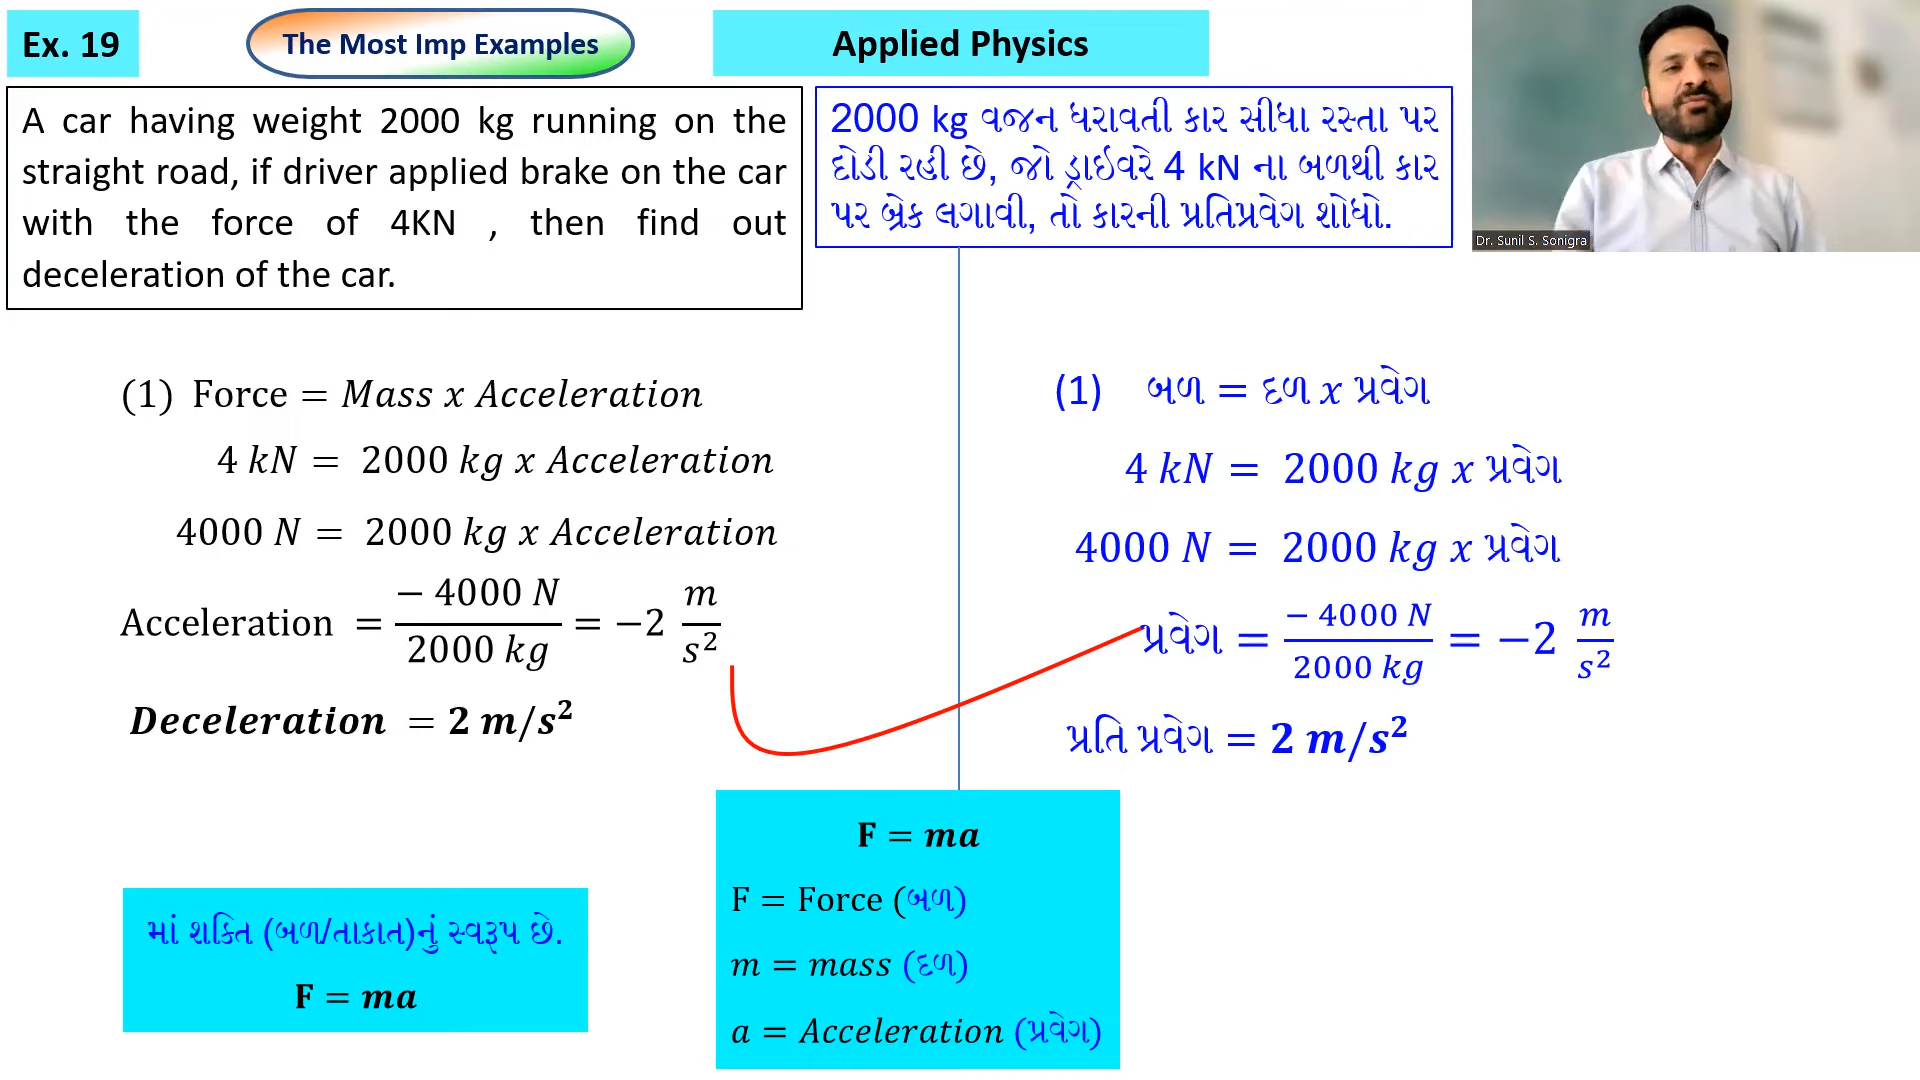 Ex. 19
The Most Imp Examples
Applied Physics
A car having weight 2000 kg running on the
straight road, if driver applied brake on the car
with the force of 4KN , then find out
deceleration of the car.
2000 kg વજન ધરાવતી કાર સીધા રસ્તા પર
દોડી રહી છે, જો ડ્રાઇવરે 4 kN ના બળથી કાર
પર બ્રેક લગાવી, તો કારની પ્રતિપ્રવેગ શોધો.
Dr. Sunil S. Sonigra
(1) Force = Mass x Acceleration
4 kN = 2000 kg x Acceleration
4000 N = 2000 kg x Acceleration
Acceleration = − 4000 N / 2000 kg = −2 m / s²
Deceleration = 2 m/s²
(1) બળ = દળ x પ્રવેગ
4 kN = 2000 kg x પ્રવેગ
4000 N = 2000 kg x પ્રવેગ
પ્રવેગ = − 4000 N / 2000 kg = −2 m / s²
પ્રતિ પ્રવેગ = 2 m/s²
માં શક્તિ (બળ/તાકાત)નું સ્વરૂપ છે.
F = ma
F = ma
F = Force (બળ)
m = mass (દળ)
a = Acceleration (પ્રવેગ)